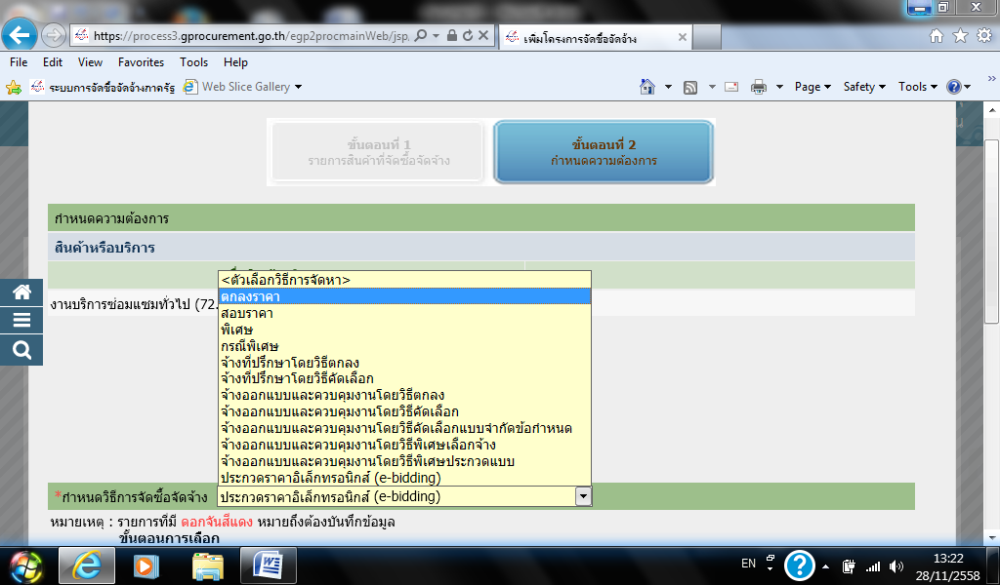 https://process3.gprocurement.go.th/egp2procmainWeb/jsp,
เพิ่มโครงการจัดซื้อจัดจ้าง
File Edit View Favorites Tools Help
ระบบการจัดซื้อจัดจ้างภาครัฐ Web Slice Gallery Page Safety Tools
ขั้นตอนที่ 1
รายการสินค้าที่จัดซื้อจัดจ้าง
ขั้นตอนที่ 2
กำหนดความต้องการ
กำหนดความต้องการ
สินค้าหรือบริการ
งานบริการซ่อมแซมทั่วไป (72.
<ตัวเลือกวิธีการจัดหา>
ตกลงราคา
สอบราคา
พิเศษ
กรณีพิเศษ
จ้างที่ปรึกษาโดยวิธีตกลง
จ้างที่ปรึกษาโดยวิธีคัดเลือก
จ้างออกแบบและควบคุมงานโดยวิธีตกลง
จ้างออกแบบและควบคุมงานโดยวิธีคัดเลือก
จ้างออกแบบและควบคุมงานโดยวิธีคัดเลือกแบบจำกัดข้อกำหนด
จ้างออกแบบและควบคุมงานโดยวิธีพิเศษเลือกจ้าง
จ้างออกแบบและควบคุมงานโดยวิธีพิเศษประกวดแบบ
ประกวดราคาอิเล็กทรอนิกส์ (e-bidding)
*กำหนดวิธีการจัดซื้อจัดจ้าง ประกวดราคาอิเล็กทรอนิกส์ (e-bidding)
หมายเหตุ : รายการที่มี ดอกจันสีแดง หมายถึงต้องบันทึกข้อมูล
ขั้นตอนการเลือก
EN
13:22
28/11/2558